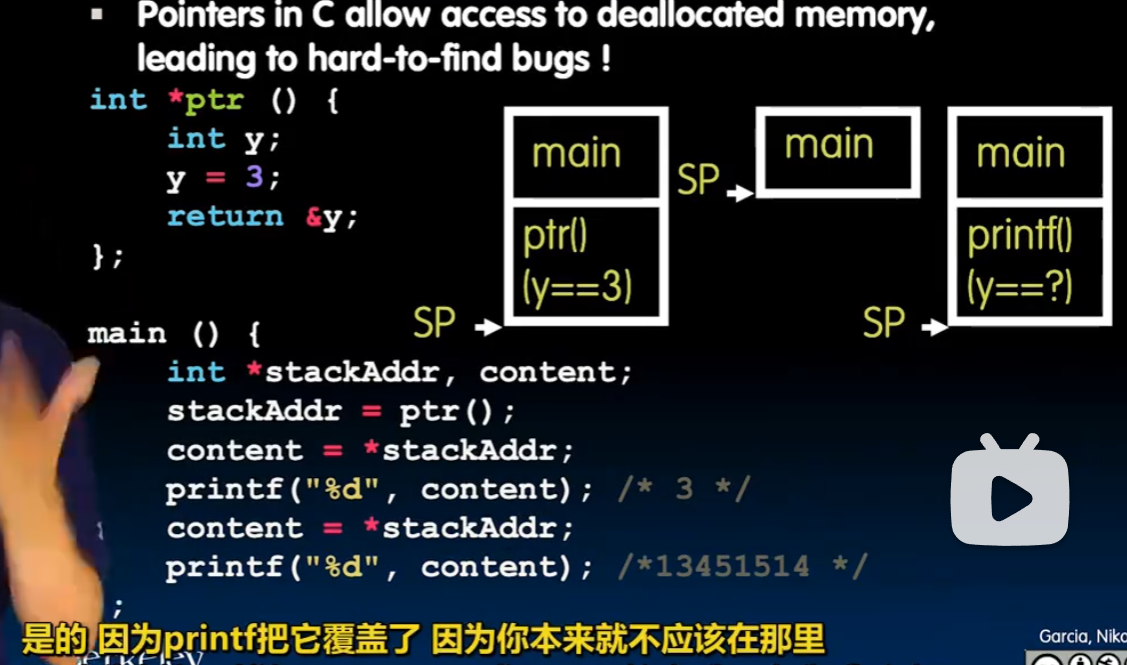 ▪ Pointers in C allow access to deallocated memory,
leading to hard-to-find bugs !
int *ptr () {
    int y;
    y = 3;
    return &y;
};
main () {
    int *stackAddr, content;
    stackAddr = ptr();
    content = *stackAddr;
    printf("%d", content); /* 3 */
    content = *stackAddr;
    printf("%d", content); /*13451514 */
;
main
ptr()
(y==3)
SP
main
SP
main
printf()
(y==?)
SP
是的 因为printf把它覆盖了 因为你本来就不应该在那里
Garcia,